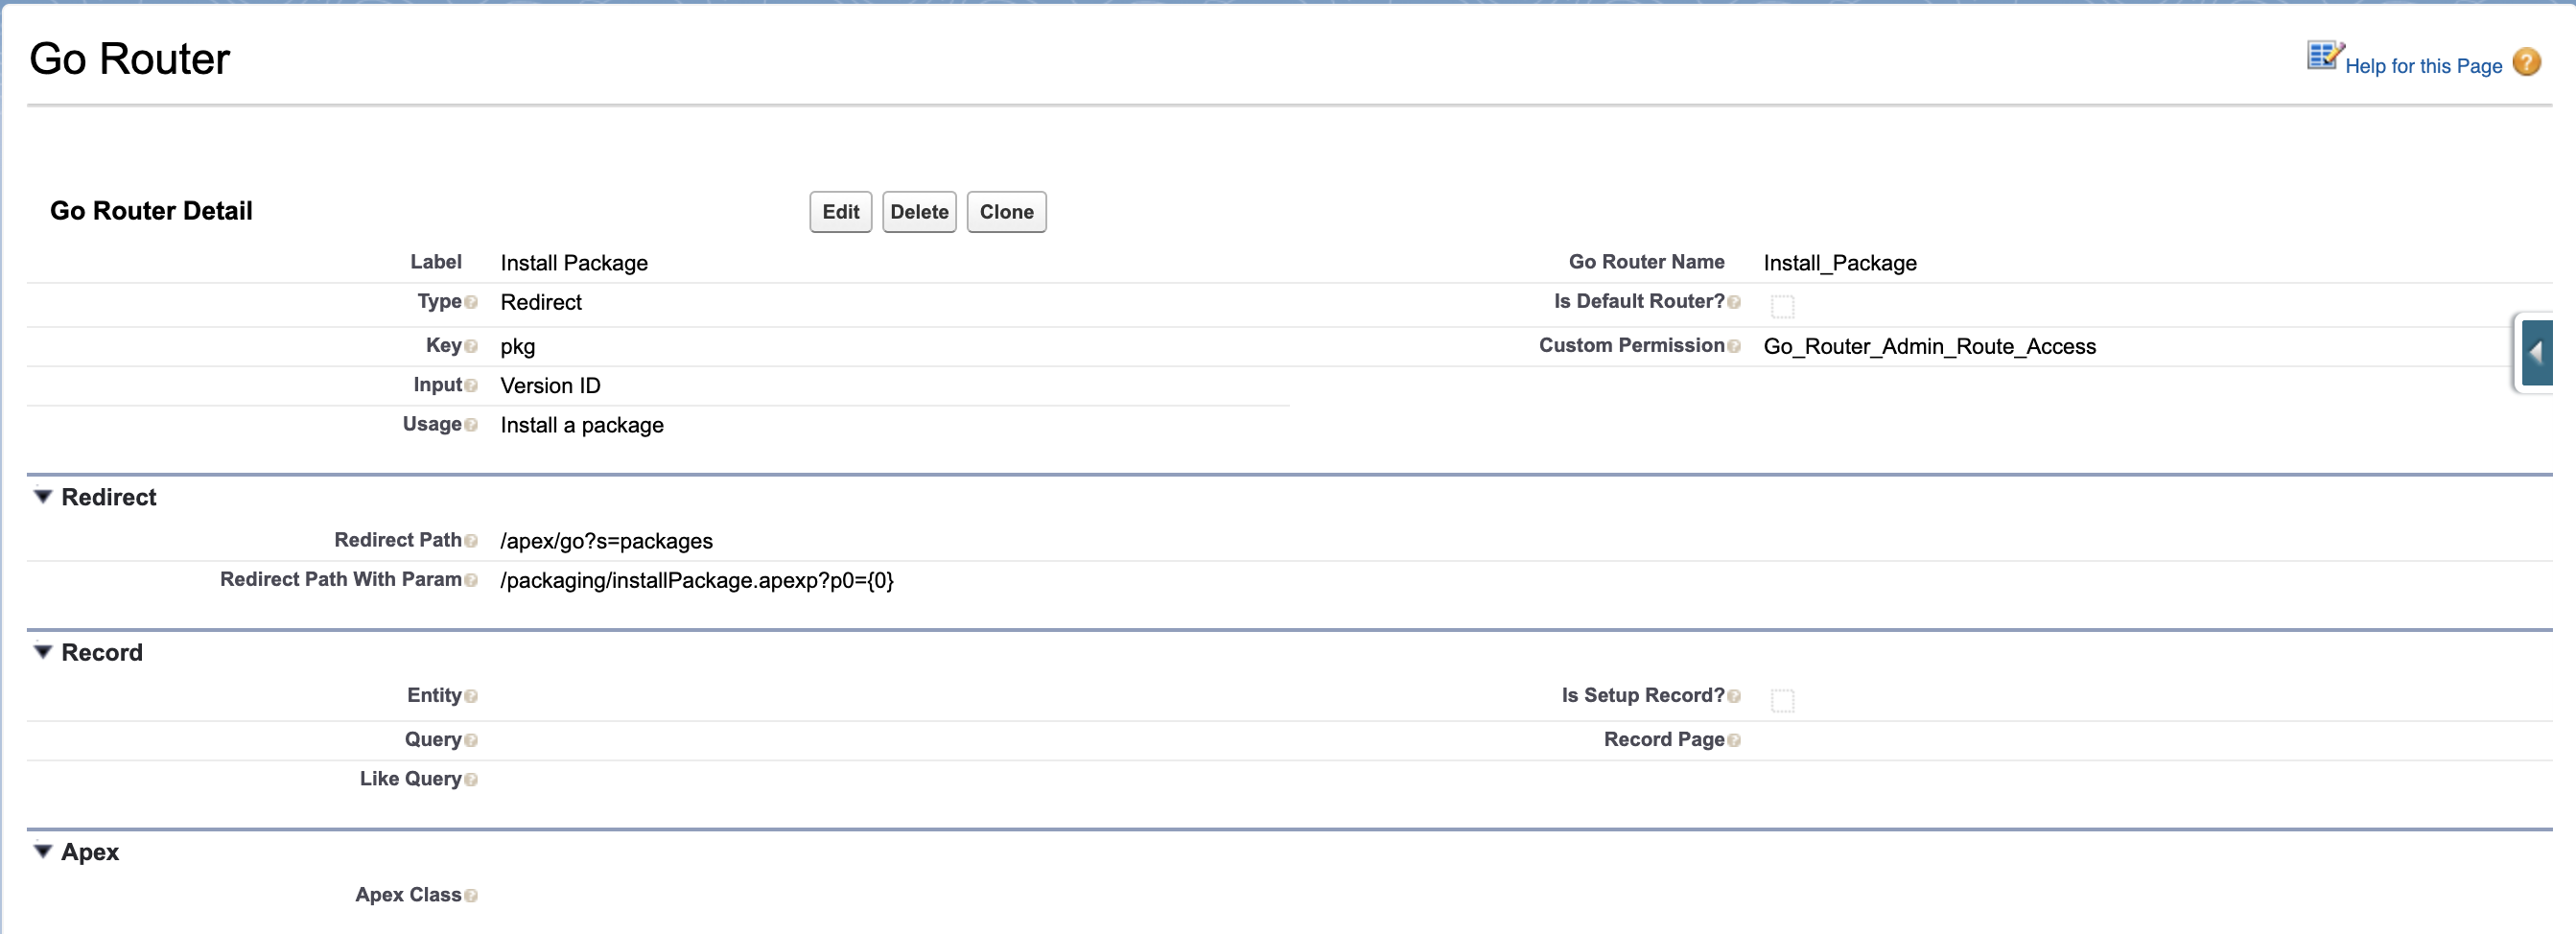 Go Router
Help for this Page
Go Router Detail
Edit Delete Clone
Label Install Package Go Router Name Install_Package
Type Redirect Is Default Router?
Key pkg Custom Permission Go_Router_Admin_Route_Access
Input Version ID
Usage Install a package
Redirect
Redirect Path /apex/go?s=packages
Redirect Path With Param /packaging/installPackage.apexp?p0={0}
Record
Entity Is Setup Record?
Query Record Page
Like Query
Apex
Apex Class